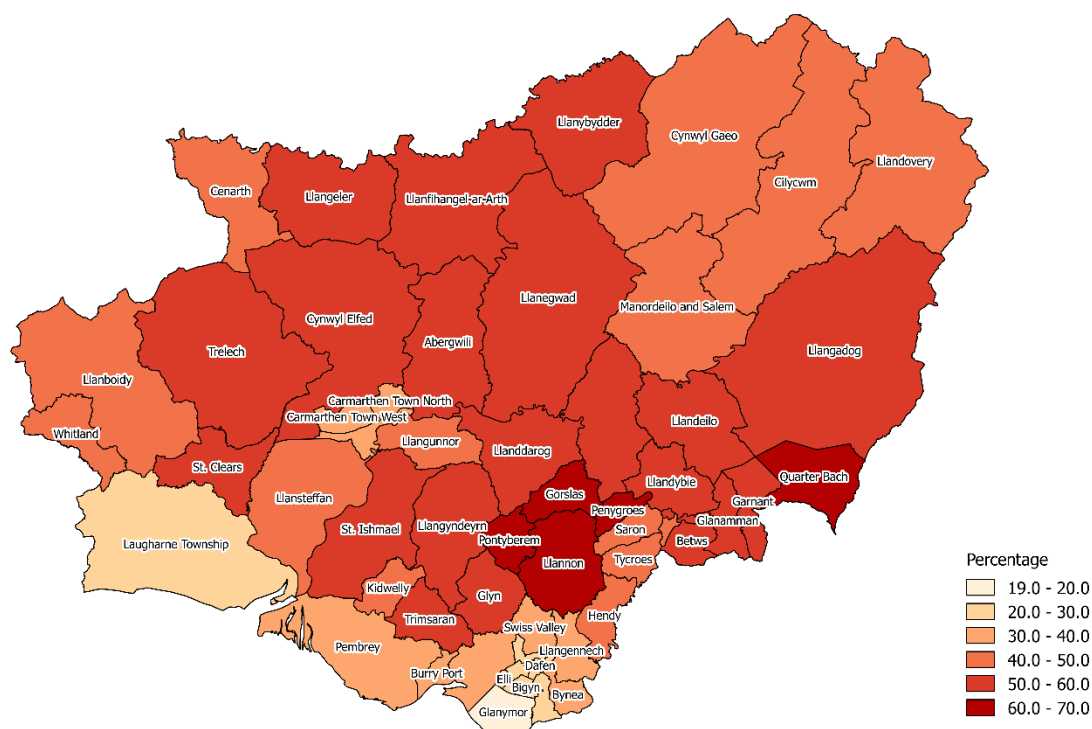 Llanybydder
Cynwyl Gaeo
Llandovery
Cilycwm
Cenarth
Llangeler
Llanfihangel-ar-Arth
Llanegwad
Manordeilo and Salem
Cynwyl Elfed
Abergwili
Trelech
Llangadog
Llanboidy
Carmarthen Town North
Carmarthen Town West
Llandeilo
Whitland
Llangunnor
Llanddarog
St. Clears
Llandybie
Quarter Bach
Llansteffan
Gorslas
Garnant
Penygroes
Glanamman
St. Ishmael
Llangyndeyrn
Saron
Pontyberem
Betws
Laugharne Township
Llannon
Tycroes
Kidwelly
Glyn
Trimsaran
Hendy
Swiss Valley
Pembrey
Llangennech
Dafen
Burry Port
Elli
Bigyn
Bynea
Glanymor
Percentage
19.0 - 20.0
20.0 - 30.0
30.0 - 40.0
40.0 - 50.0
50.0 - 60.0
60.0 - 70.0